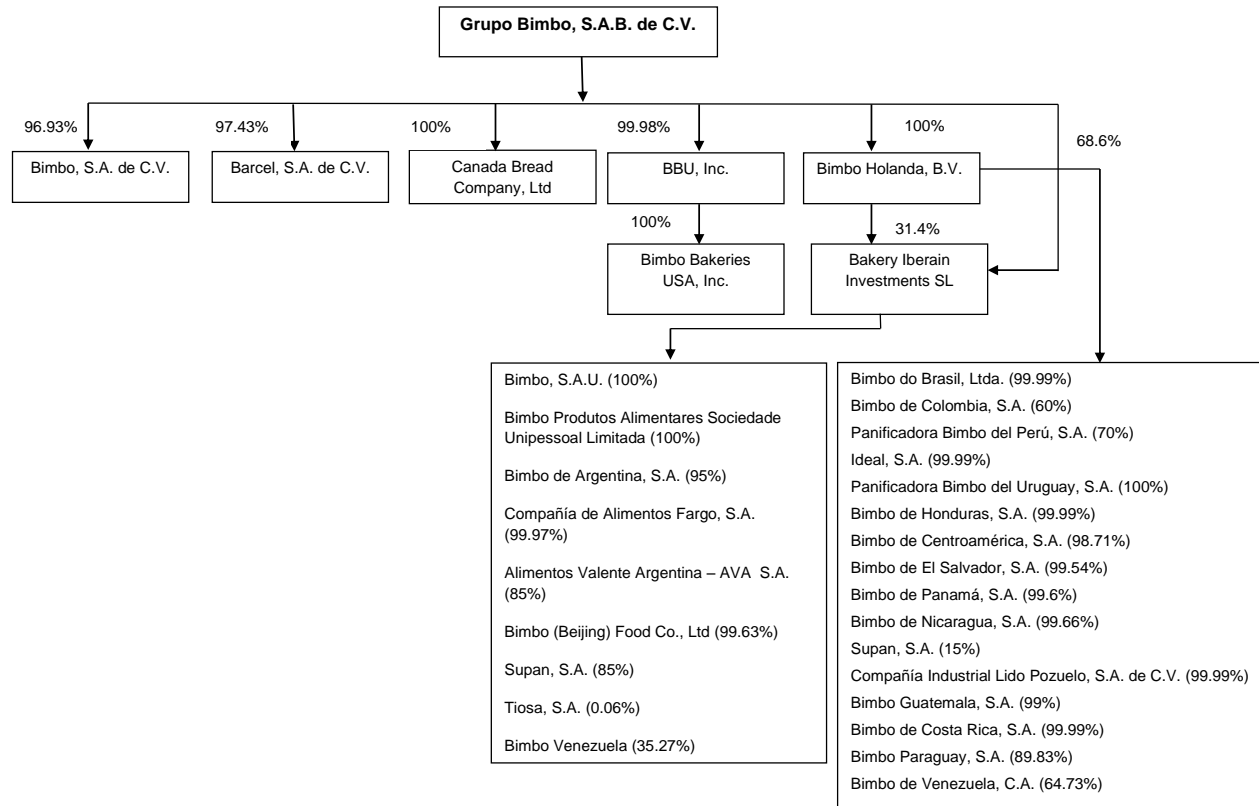 Grupo Bimbo, S.A.B. de C.V.
96.93%
97.43%
100%
99.98%
100%
68.6%
Bimbo, S.A. de C.V.
Barcel, S.A. de C.V.
Canada Bread
Company, Ltd
BBU, Inc.
Bimbo Holanda, B.V.
100%
31.4%
Bimbo Bakeries
USA, Inc.
Bakery Iberain
Investments SL
Bimbo, S.A.U. (100%)
Bimbo Produtos Alimentares Sociedade
Unipessoal Limitada (100%)
Bimbo de Argentina, S.A. (95%)
Compañía de Alimentos Fargo, S.A.
(99.97%)
Alimentos Valente Argentina – AVA S.A.
(85%)
Bimbo (Beijing) Food Co., Ltd (99.63%)
Supan, S.A. (85%)
Tiosa, S.A. (0.06%)
Bimbo Venezuela (35.27%)
Bimbo do Brasil, Ltda. (99.99%)
Bimbo de Colombia, S.A. (60%)
Panificadora Bimbo del Perú, S.A. (70%)
Ideal, S.A. (99.99%)
Panificadora Bimbo del Uruguay, S.A. (100%)
Bimbo de Honduras, S.A. (99.99%)
Bimbo de Centroamérica, S.A. (98.71%)
Bimbo de El Salvador, S.A. (99.54%)
Bimbo de Panamá, S.A. (99.6%)
Bimbo de Nicaragua, S.A. (99.66%)
Supan, S.A. (15%)
Compañía Industrial Lido Pozuelo, S.A. de C.V. (99.99%)
Bimbo Guatemala, S.A. (99%)
Bimbo de Costa Rica, S.A. (99.99%)
Bimbo Paraguay, S.A. (89.83%)
Bimbo de Venezuela, C.A. (64.73%)